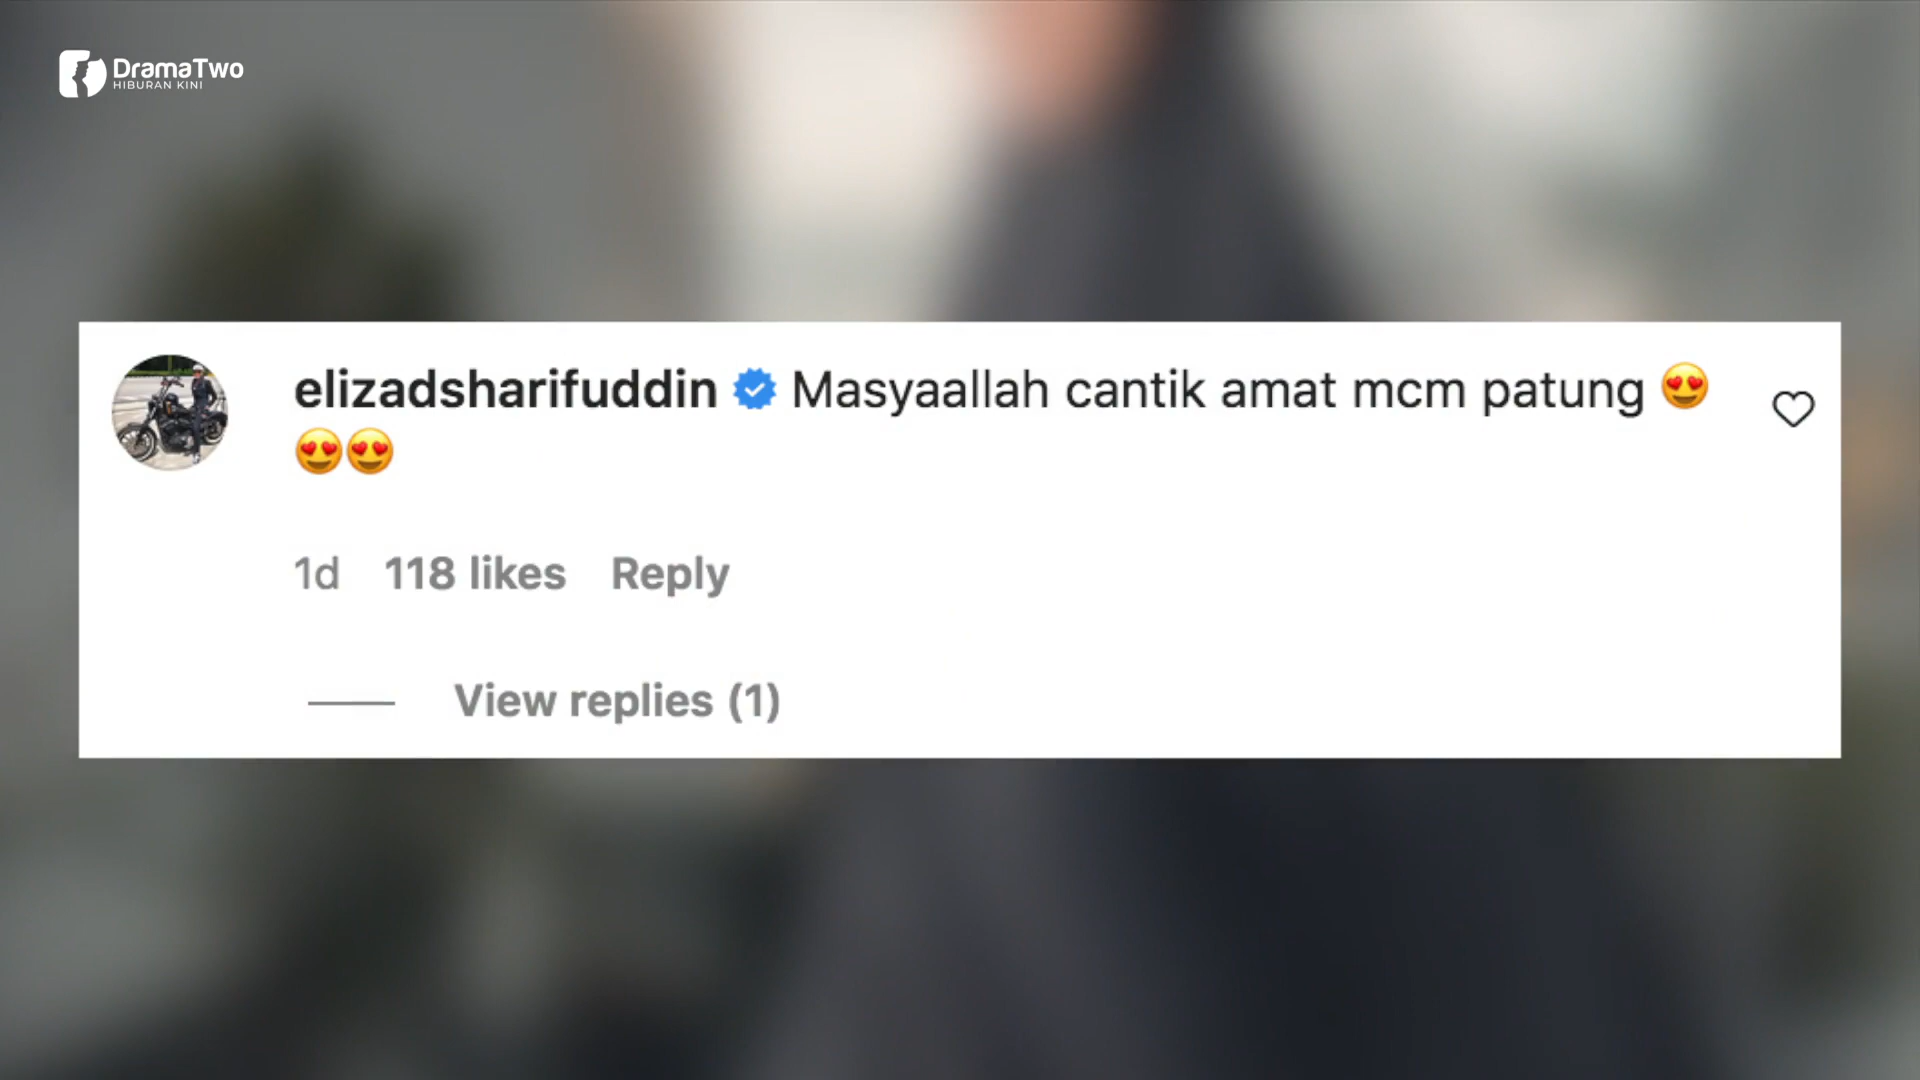 DramaTwo
HIBURAN KINI
elizadsharifuddin Masyaallah cantik amat mcm patung 😍
😍😍
1d 118 likes Reply
View replies (1)